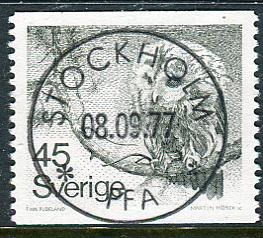 STOCKHOLM
08.09.77
45
Sverige
PFA
MARTIN MÖRCK SC